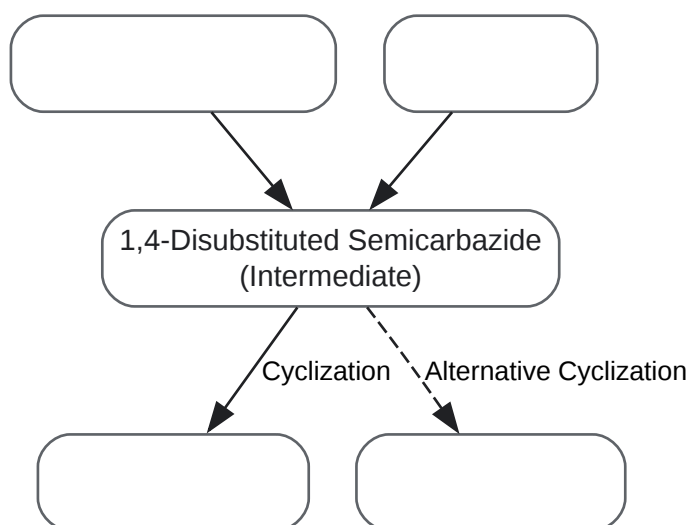 1,4-Disubstituted Semicarbazide
(Intermediate)
Cyclization
Alternative Cyclization